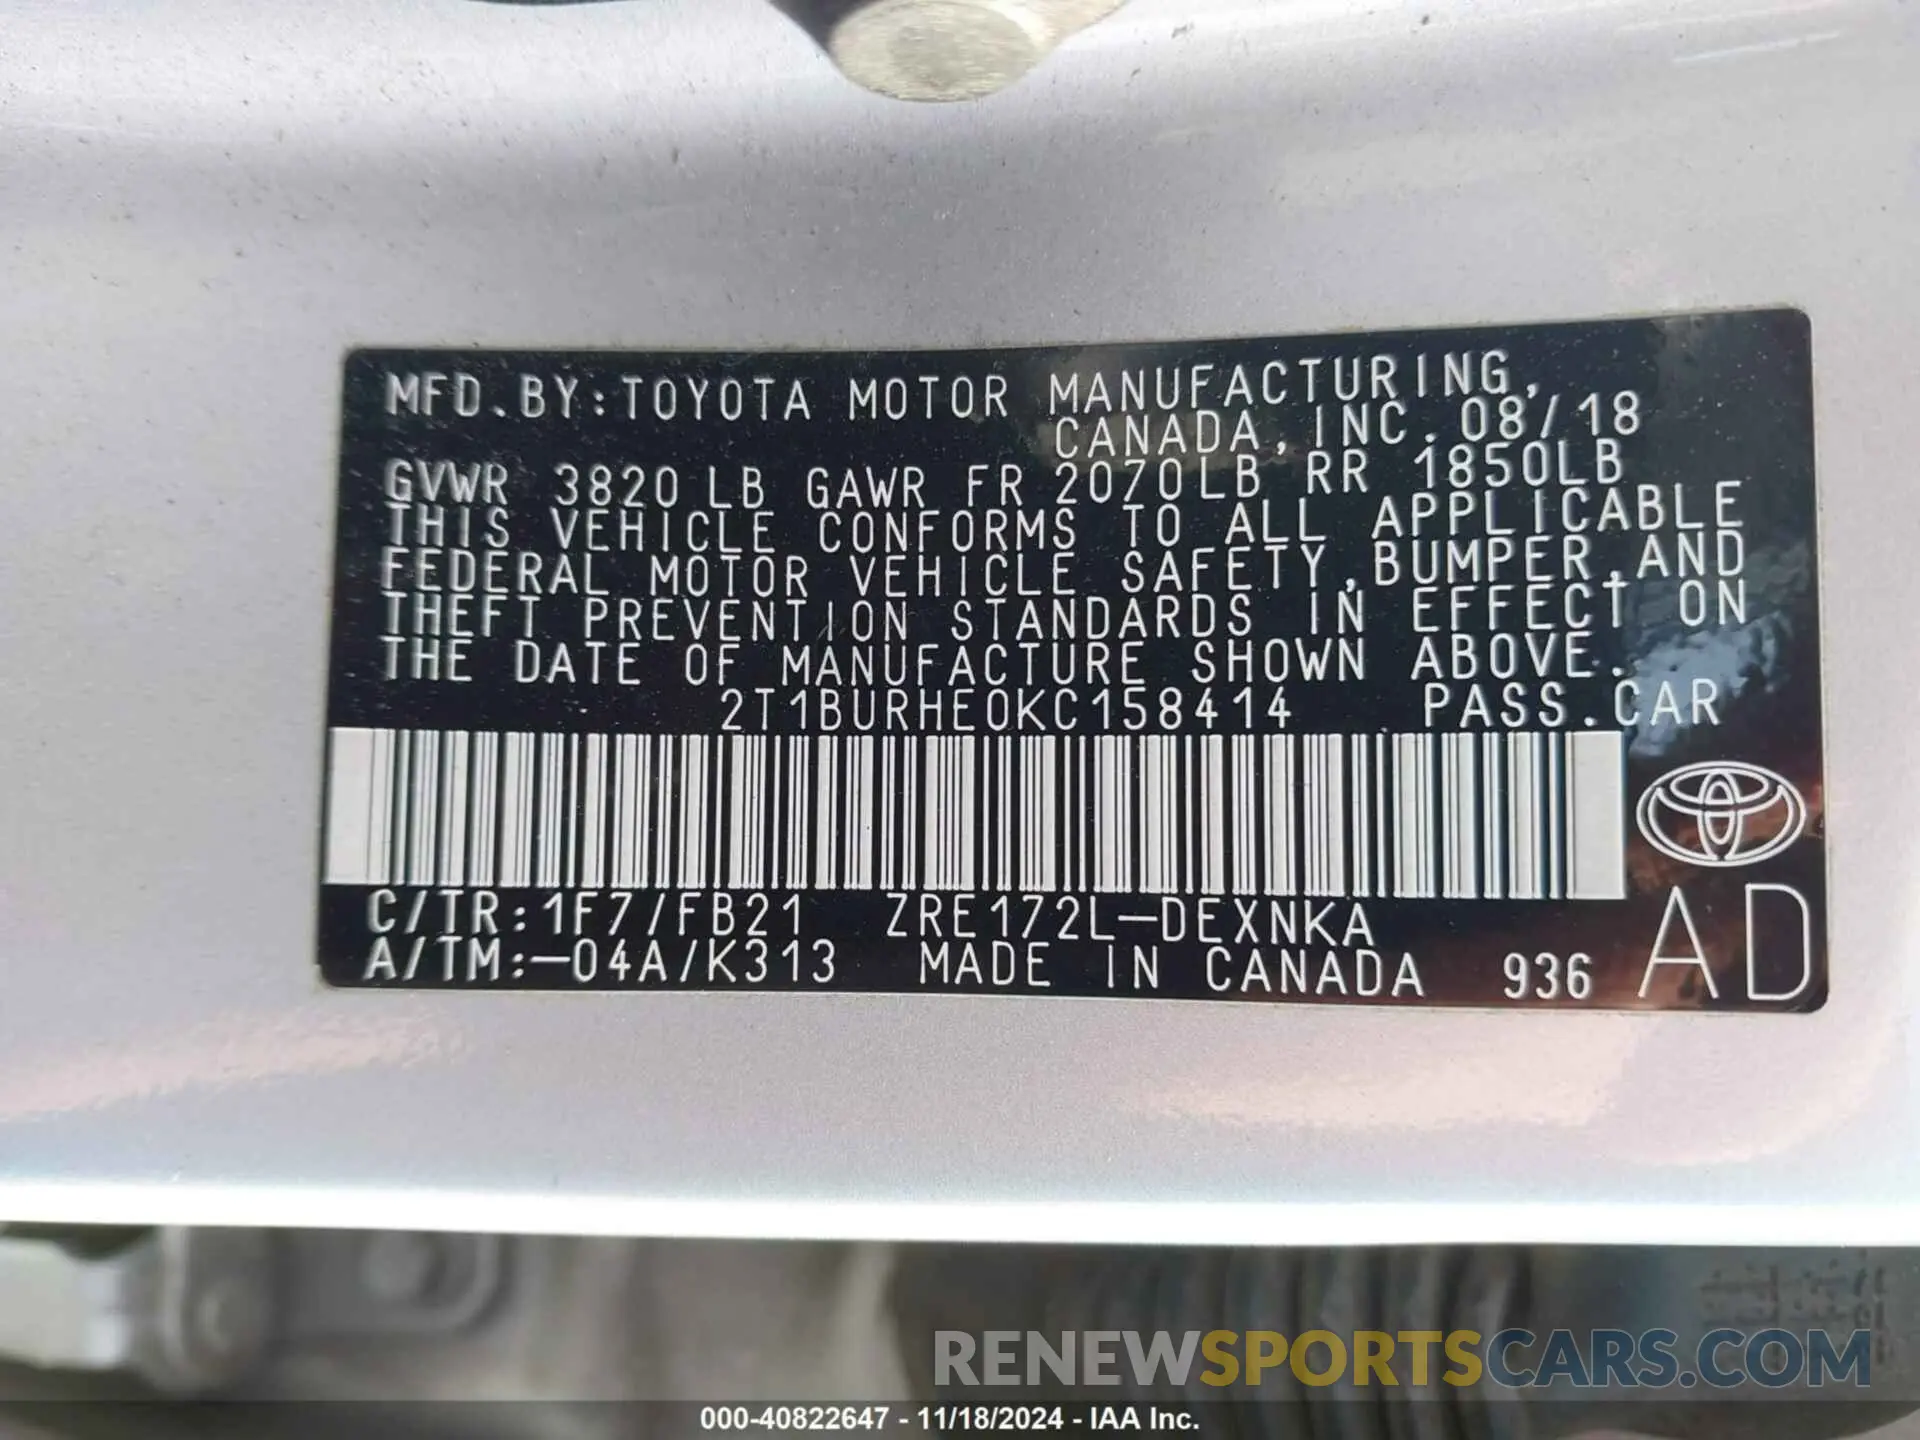 MFD.BY:TOYOTA MOTOR MANUFACTURING,
CANADA,INC.08/18
GVWR 3820LB GAWR FR 2070LB RR 1850LB
THIS VEHICLE CONFORMS TO ALL APPLICABLE
FEDERAL MOTOR VEHICLE SAFETY,BUMPER,AND
THEFT PREVENTION STANDARDS IN EFFECT ON
THE DATE OF MANUFACTURE SHOWN ABOVE.
2T1BURHE0KC158414 PASS.CAR
C/TR:1F7/FB21 ZRE172L-DEXNKA
A/TM:-04A/K313 MADE IN CANADA 936 AD
RENEWSPORTSCARS.COM
000-40822647 - 11/18/2024 - IAA Inc.